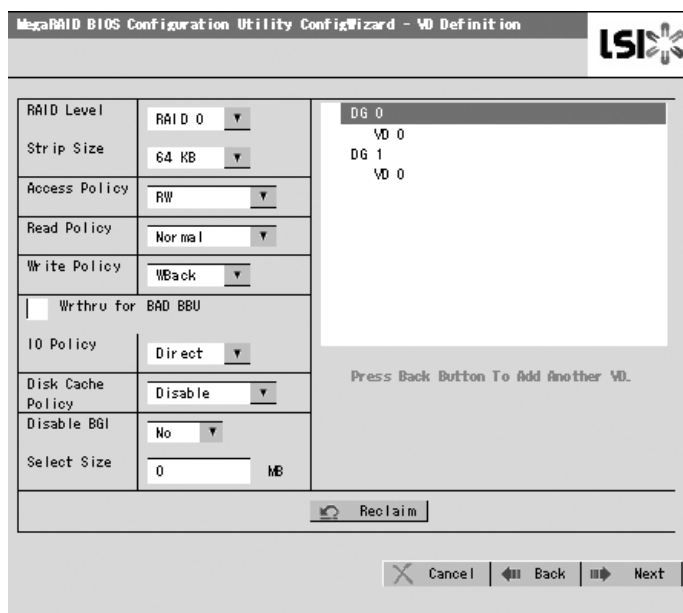 MegaRAID BIOS Configuration Utility ConfigWizard - VD Definition
LSI
RAID Level
RAID 0
Strip Size
64 KB
Access Policy
RW
Read Policy
Normal
Write Policy
WBack
Wrthru for BAD BBU
IO Policy
Direct
Disk Cache Policy
Disable
Disable BGI
No
Select Size
0 MB
DG 0
VD 0
DG 1
VD 0
Press Back Button To Add Another VD.
Reclaim
Cancel Back Next